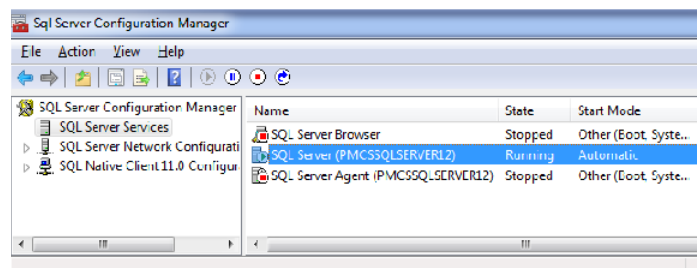 Sql Server Configuration Manager
File Action View Help
SQL Server Configuration Manager
SQL Server Services
SQL Server Network Configurati
SQL Native Client 11.0 Configur
Name State Start Mode
SQL Server Browser Stopped Other (Boot, Syste...
SQL Server (PMCSSQLSERVER12) Running Automatic
SQL Server Agent (PMCSSQLSERVER12) Stopped Other (Boot, Syste...